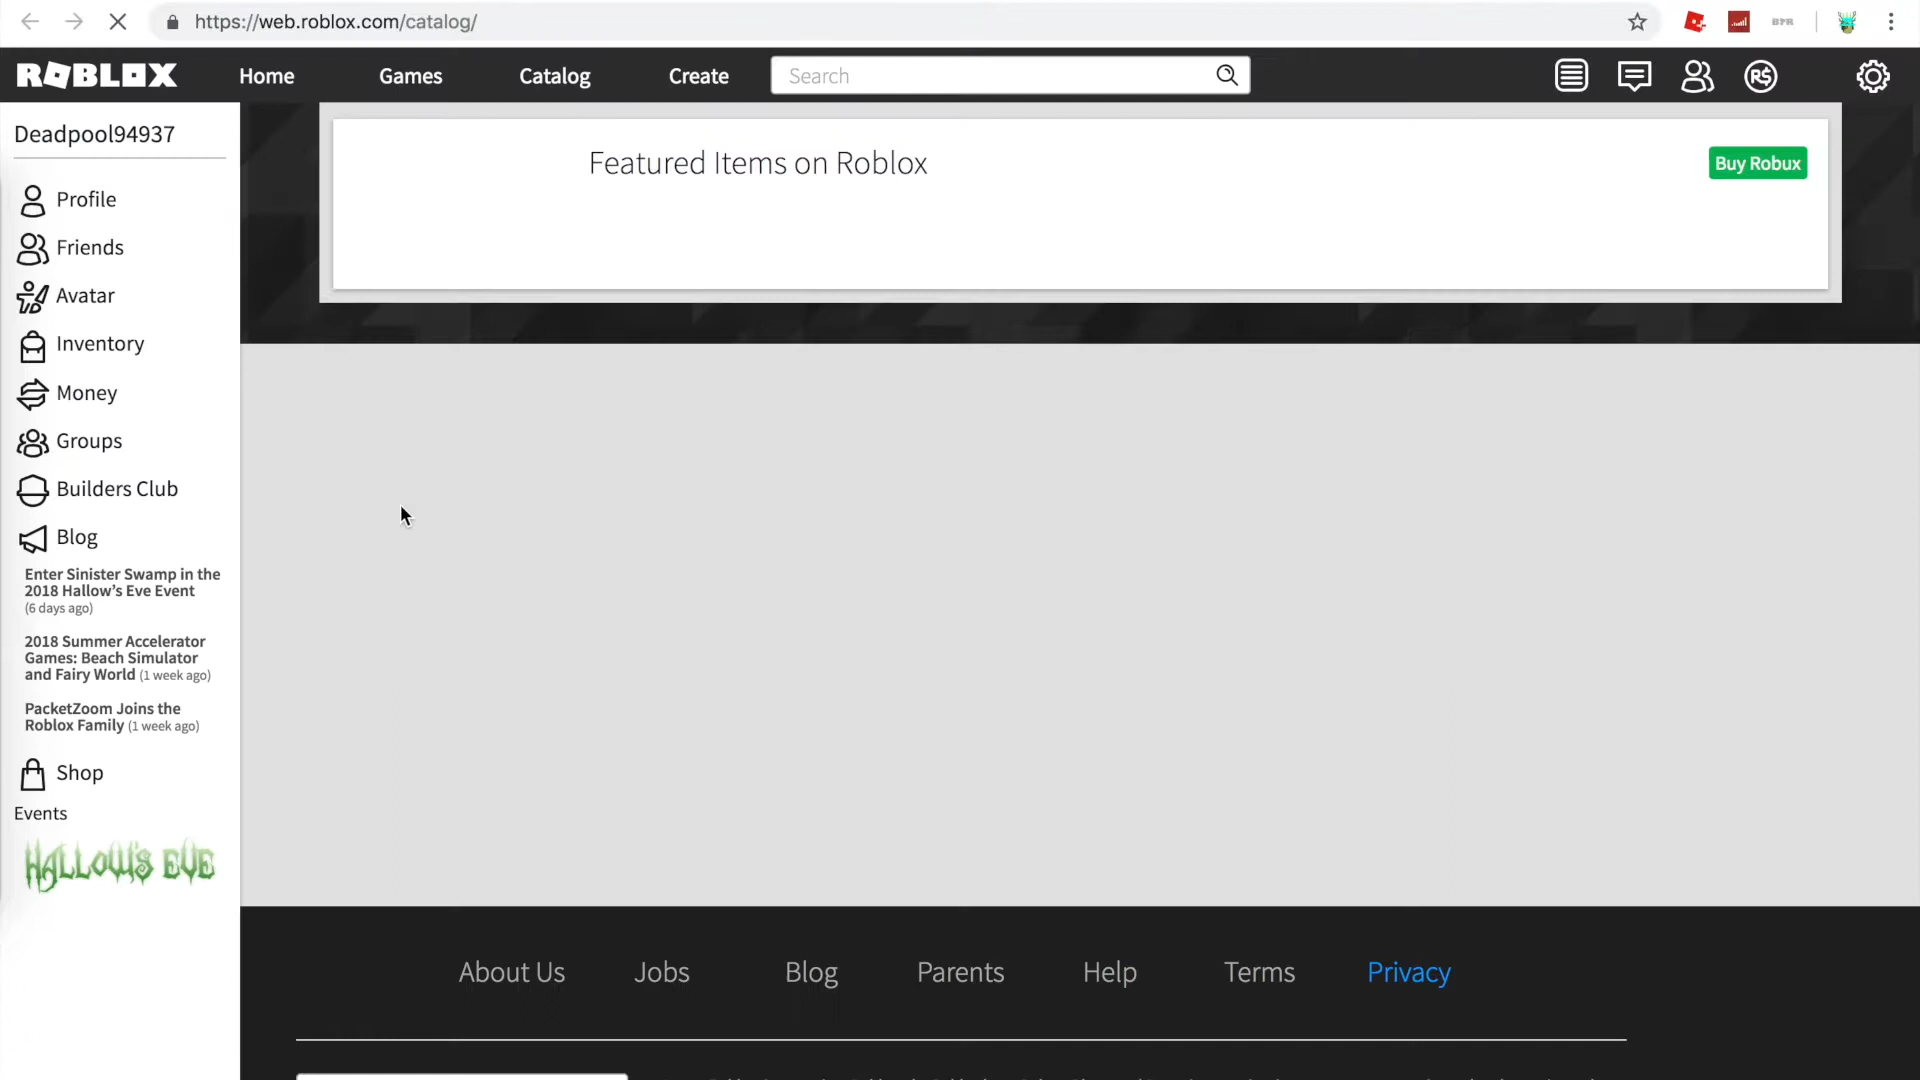 https://web.roblox.com/catalog/
ROBLOX
Home
Games
Catalog
Create
Search
R$
Deadpool94937
Profile
Friends
Avatar
Inventory
Money
Groups
Builders Club
Blog
Enter Sinister Swamp in the
2018 Hallow’s Eve Event
(6 days ago)
2018 Summer Accelerator
Games: Beach Simulator
and Fairy World (1 week ago)
PacketZoom Joins the
Roblox Family (1 week ago)
Shop
Events
HALLOW'S EVE
Featured Items on Roblox
Buy Robux
About Us
Jobs
Blog
Parents
Help
Terms
Privacy